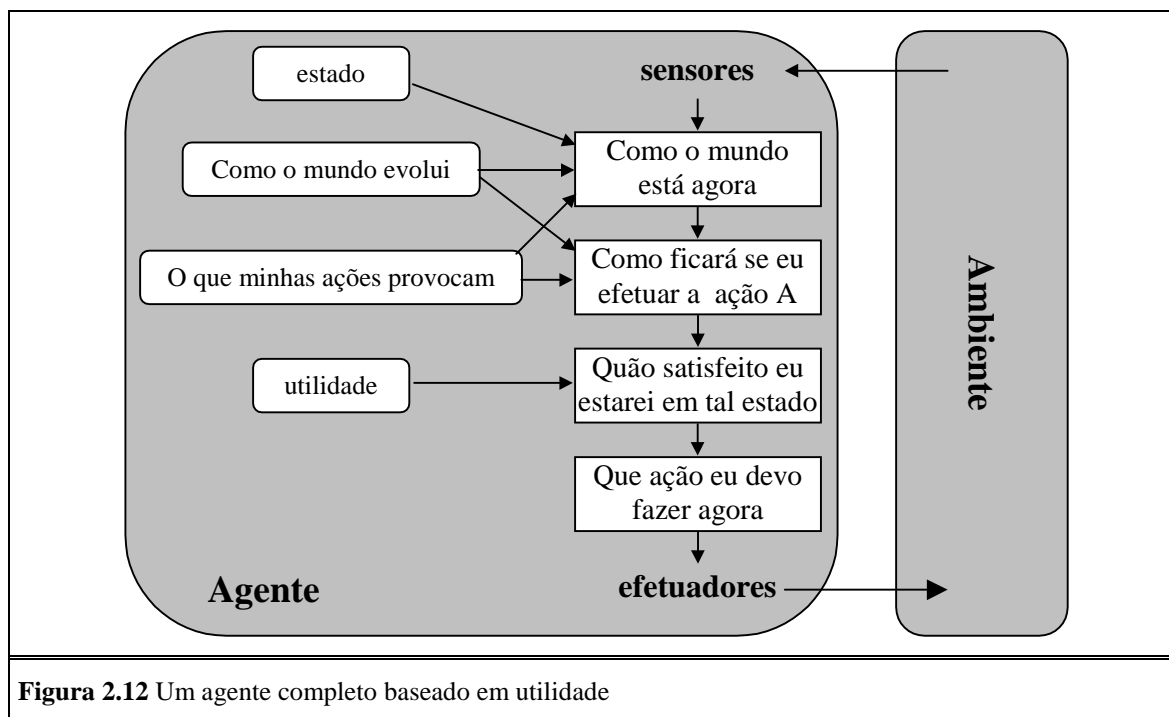 estado
sensores
Como o mundo evolui
Como o mundo
está agora
O que minhas ações provocam
Como ficará se eu
efetuar a ação A
utilidade
Quão satisfeito eu
estarei em tal estado
Que ação eu devo
fazer agora
Agente
efetuadores
Ambiente
Figura 2.12 Um agente completo baseado em utilidade